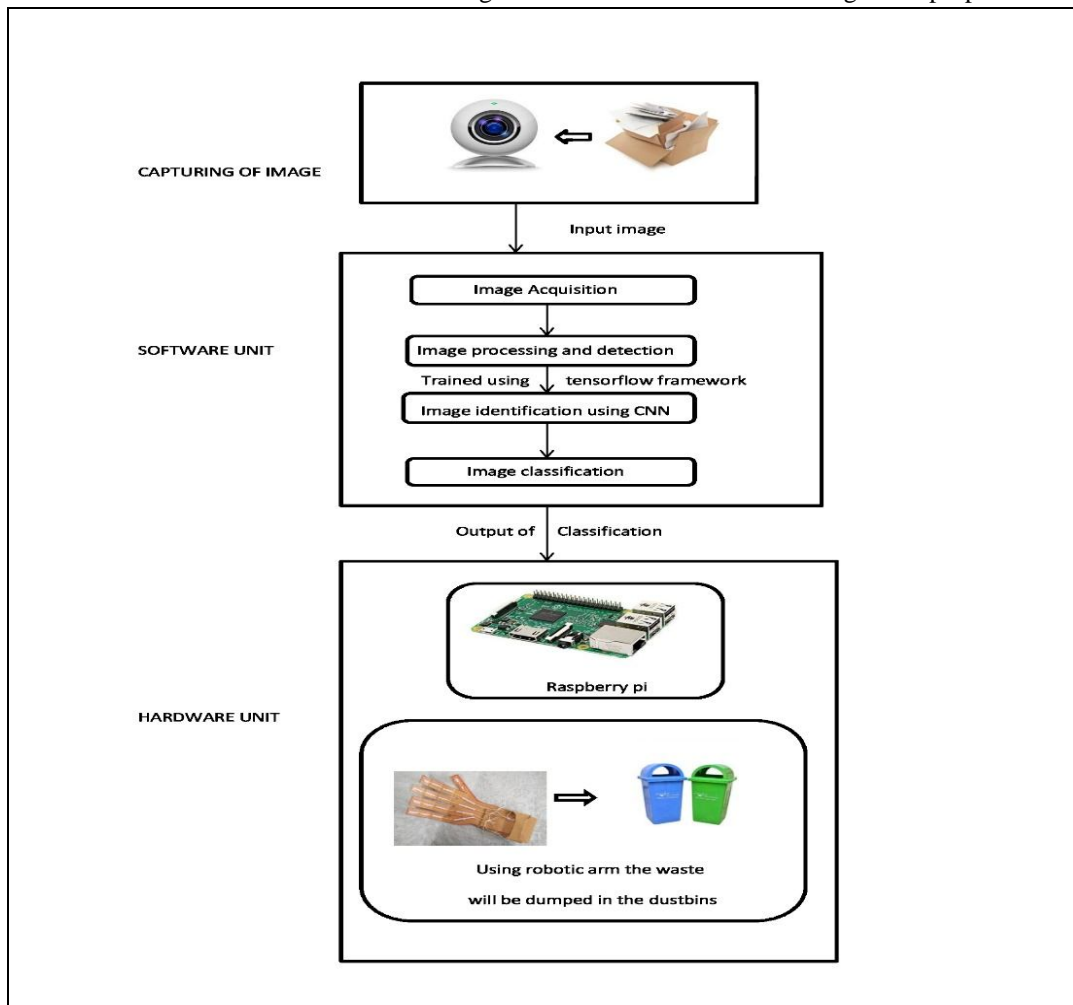 CAPTURING OF IMAGE
Input image
SOFTWARE UNIT
Image Acquisition
Image processing and detection
Trained using tensorflow framework
Image identification using CNN
Image classification
Output of Classification
Raspberry pi
HARDWARE UNIT
Using robotic arm the waste
will be dumped in the dustbins